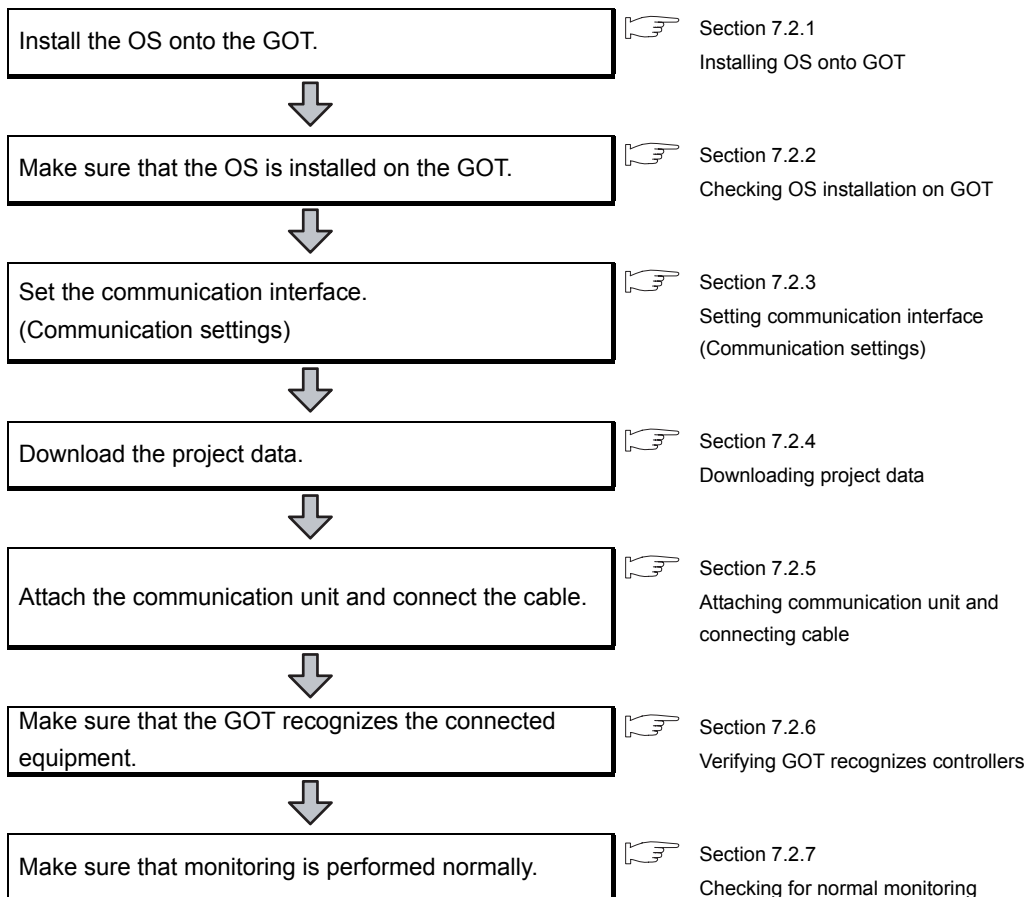 Install the OS onto the GOT.
Section 7.2.1
Installing OS onto GOT
Make sure that the OS is installed on the GOT.
Section 7.2.2
Checking OS installation on GOT
Set the communication interface.
(Communication settings)
Section 7.2.3
Setting communication interface
(Communication settings)
Download the project data.
Section 7.2.4
Downloading project data
Attach the communication unit and connect the cable.
Section 7.2.5
Attaching communication unit and
connecting cable
Make sure that the GOT recognizes the connected
equipment.
Section 7.2.6
Verifying GOT recognizes controllers
Make sure that monitoring is performed normally.
Section 7.2.7
Checking for normal monitoring